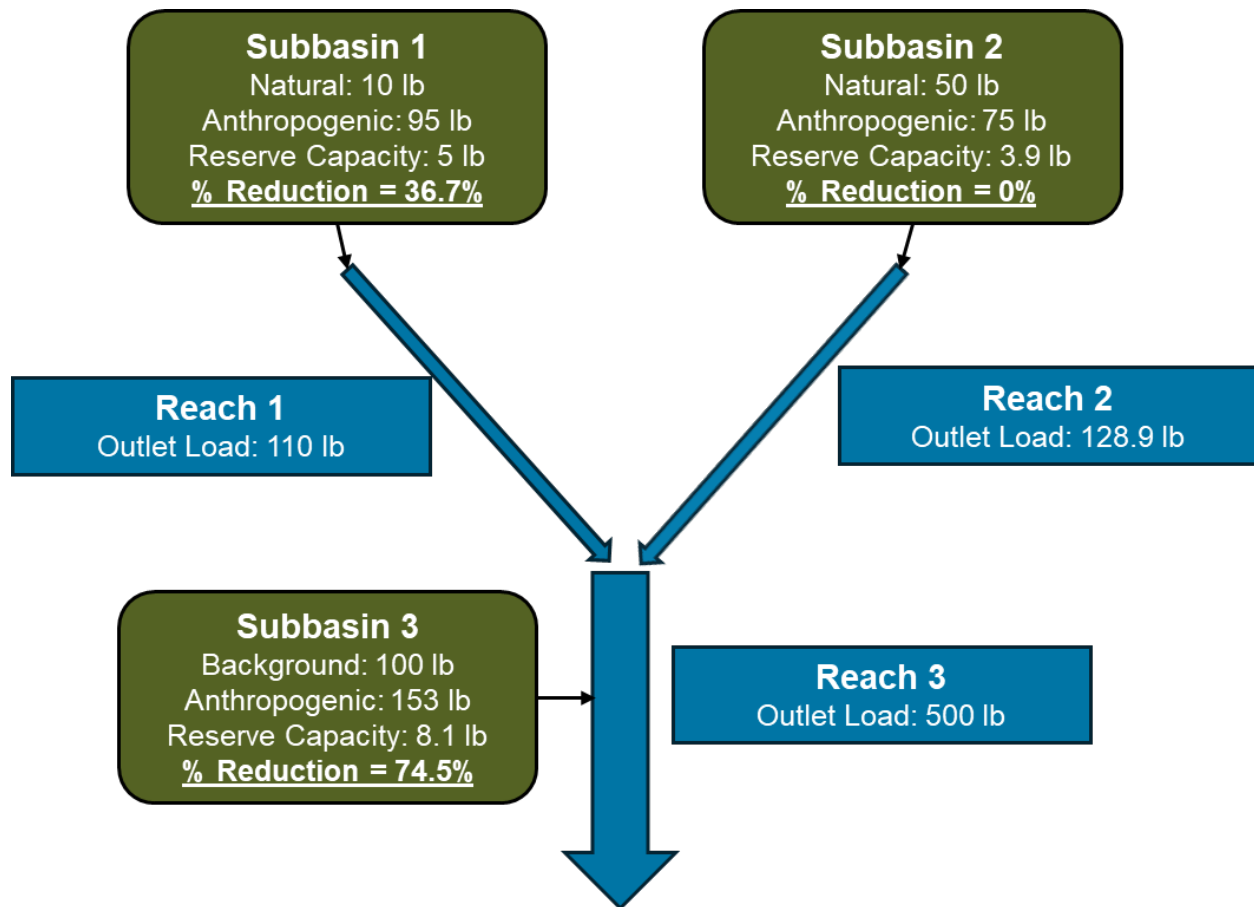 Subbasin 1
Natural: 10 lb
Anthropogenic: 95 lb
Reserve Capacity: 5 lb
% Reduction = 36.7%
Subbasin 2
Natural: 50 lb
Anthropogenic: 75 lb
Reserve Capacity: 3.9 lb
% Reduction = 0%
Reach 1
Outlet Load: 110 lb
Reach 2
Outlet Load: 128.9 lb
Subbasin 3
Background: 100 lb
Anthropogenic: 153 lb
Reserve Capacity: 8.1 lb
% Reduction = 74.5%
Reach 3
Outlet Load: 500 lb